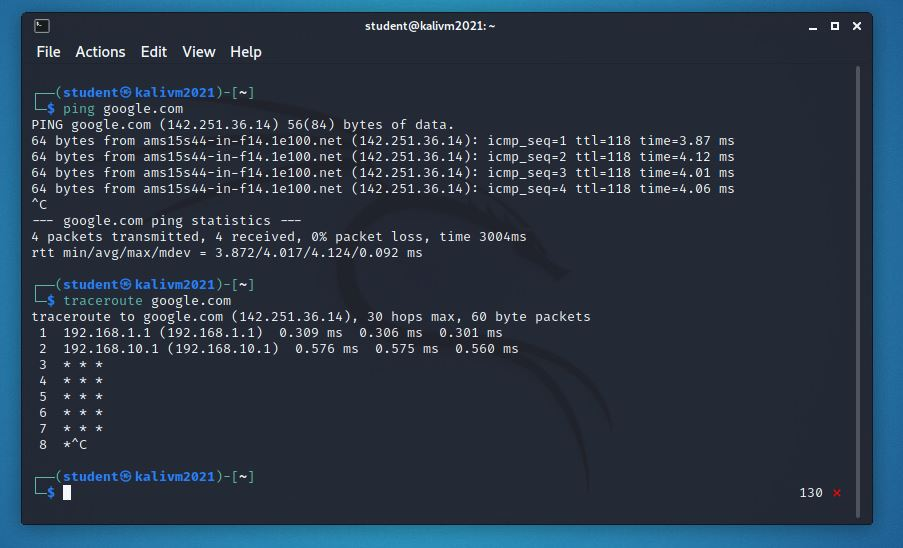 student@kalivm2021: ~
File Actions Edit View Help
┌──(student㉿kalivm2021)-[~]
└─$ ping google.com
PING google.com (142.251.36.14) 56(84) bytes of data.
64 bytes from ams15s44-in-f14.1e100.net (142.251.36.14): icmp_seq=1 ttl=118 time=3.87 ms
64 bytes from ams15s44-in-f14.1e100.net (142.251.36.14): icmp_seq=2 ttl=118 time=4.12 ms
64 bytes from ams15s44-in-f14.1e100.net (142.251.36.14): icmp_seq=3 ttl=118 time=4.01 ms
64 bytes from ams15s44-in-f14.1e100.net (142.251.36.14): icmp_seq=4 ttl=118 time=4.06 ms
^C
--- google.com ping statistics ---
4 packets transmitted, 4 received, 0% packet loss, time 3004ms
rtt min/avg/max/mdev = 3.872/4.017/4.124/0.092 ms
┌──(student㉿kalivm2021)-[~]
└─$ traceroute google.com
traceroute to google.com (142.251.36.14), 30 hops max, 60 byte packets
1 192.168.1.1 (192.168.1.1) 0.309 ms 0.306 ms 0.301 ms
2 192.168.10.1 (192.168.10.1) 0.576 ms 0.575 ms 0.560 ms
3 * * *
4 * * *
5 * * *
6 * * *
7 * * *
8 *^C
┌──(student㉿kalivm2021)-[~]
└─$ 130 ⨯